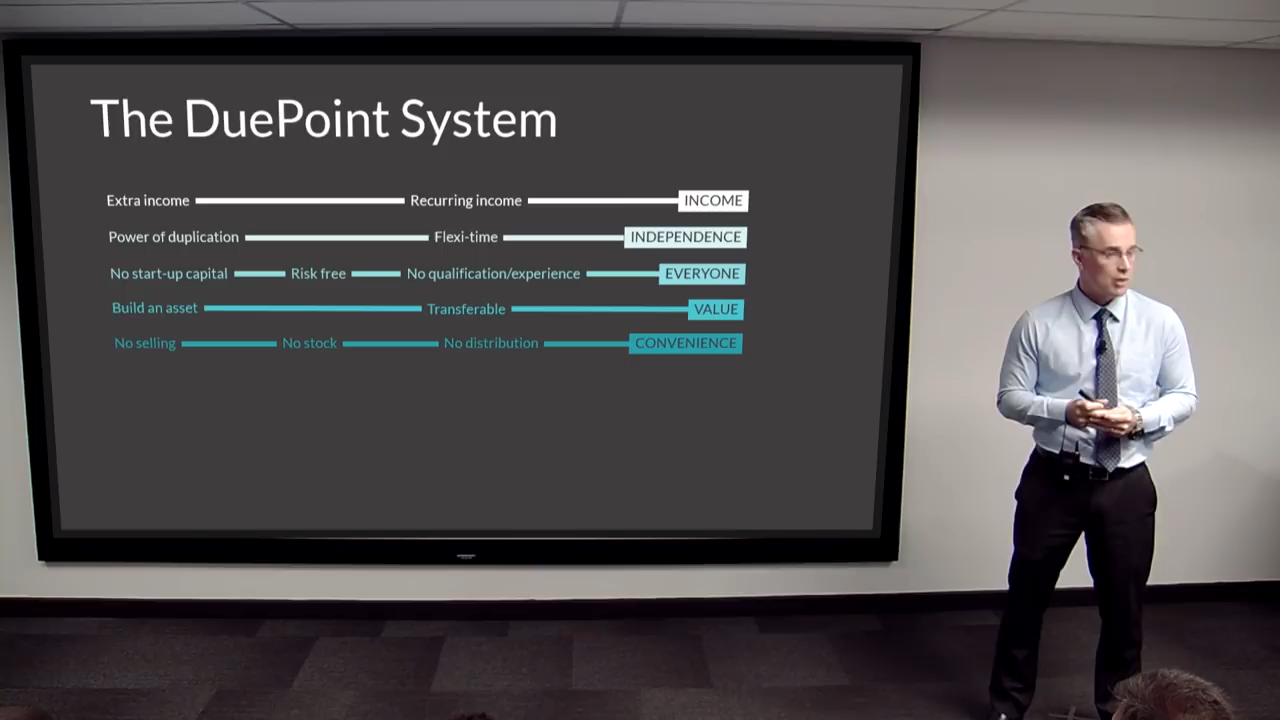 The DuePoint System
Extra income Recurring income INCOME
Power of duplication Flexi-time INDEPENDENCE
No start-up capital Risk free No qualification/experience EVERYONE
Build an asset Transferable VALUE
No selling No stock No distribution CONVENIENCE